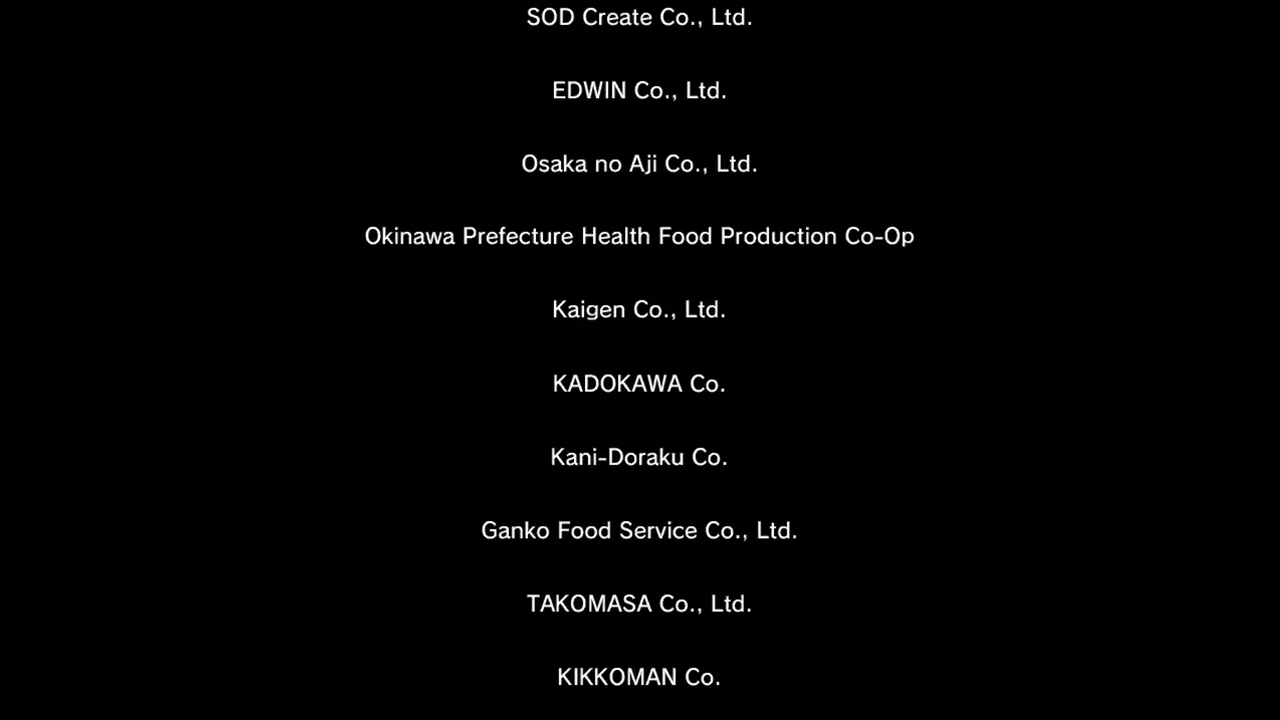 SOD Create Co., Ltd.
EDWIN Co., Ltd.
Osaka no Aji Co., Ltd.
Okinawa Prefecture Health Food Production Co-Op
Kaigen Co., Ltd.
KADOKAWA Co.
Kani-Doraku Co.
Ganko Food Service Co., Ltd.
TAKOMASA Co., Ltd.
KIKKOMAN Co.